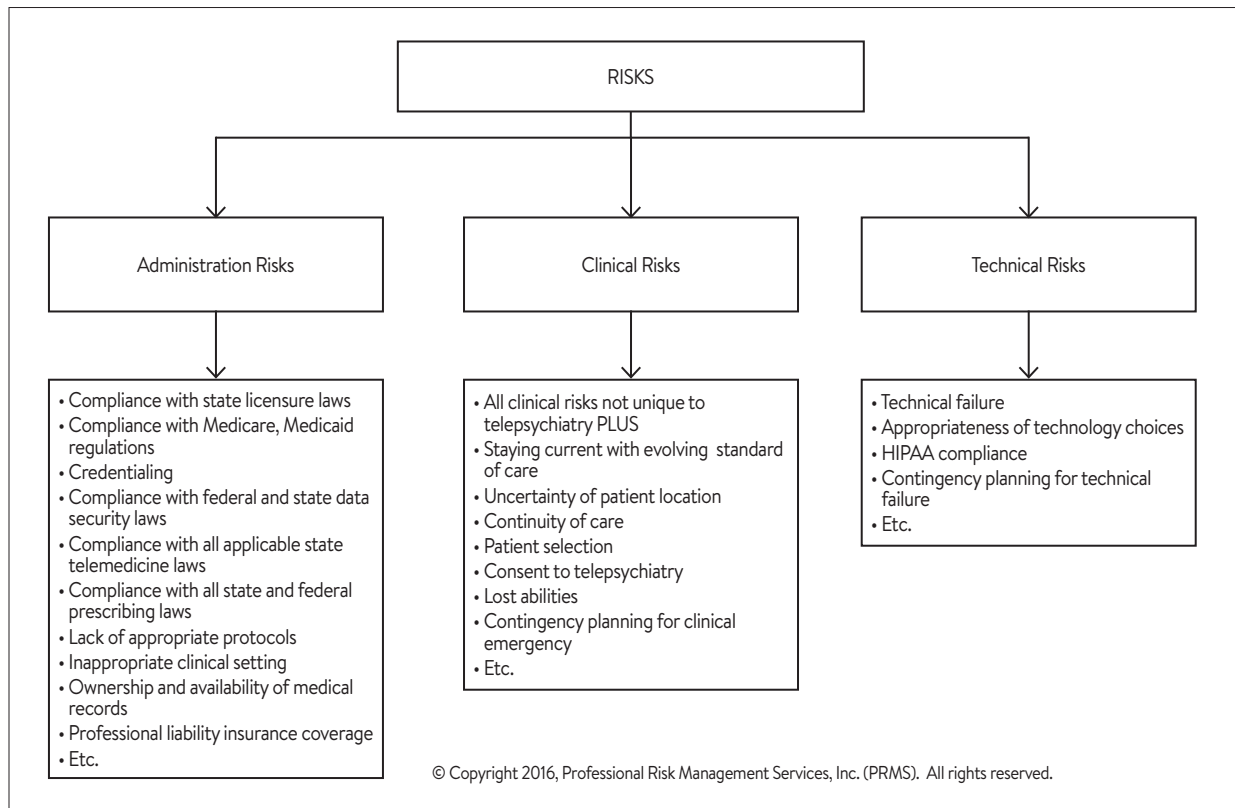 RISKS
Administration Risks
Clinical Risks
Technical Risks
• Compliance with state licensure laws
• Compliance with Medicare, Medicaid
regulations
• Credentialing
• Compliance with federal and state data
security laws
• Compliance with all applicable state
telemedicine laws
• Compliance with all state and federal
prescribing laws
• Lack of appropriate protocols
• Inappropriate clinical setting
• Ownership and availability of medical
records
• Professional liability insurance coverage
• Etc.
• All clinical risks not unique to
telepsychiatry PLUS
• Staying current with evolving standard
of care
• Uncertainty of patient location
• Continuity of care
• Patient selection
• Consent to telepsychiatry
• Lost abilities
• Contingency planning for clinical
emergency
• Etc.
• Technical failure
• Appropriateness of technology choices
• HIPAA compliance
• Contingency planning for technical
failure
• Etc.
© Copyright 2016, Professional Risk Management Services, Inc. (PRMS). All rights reserved.